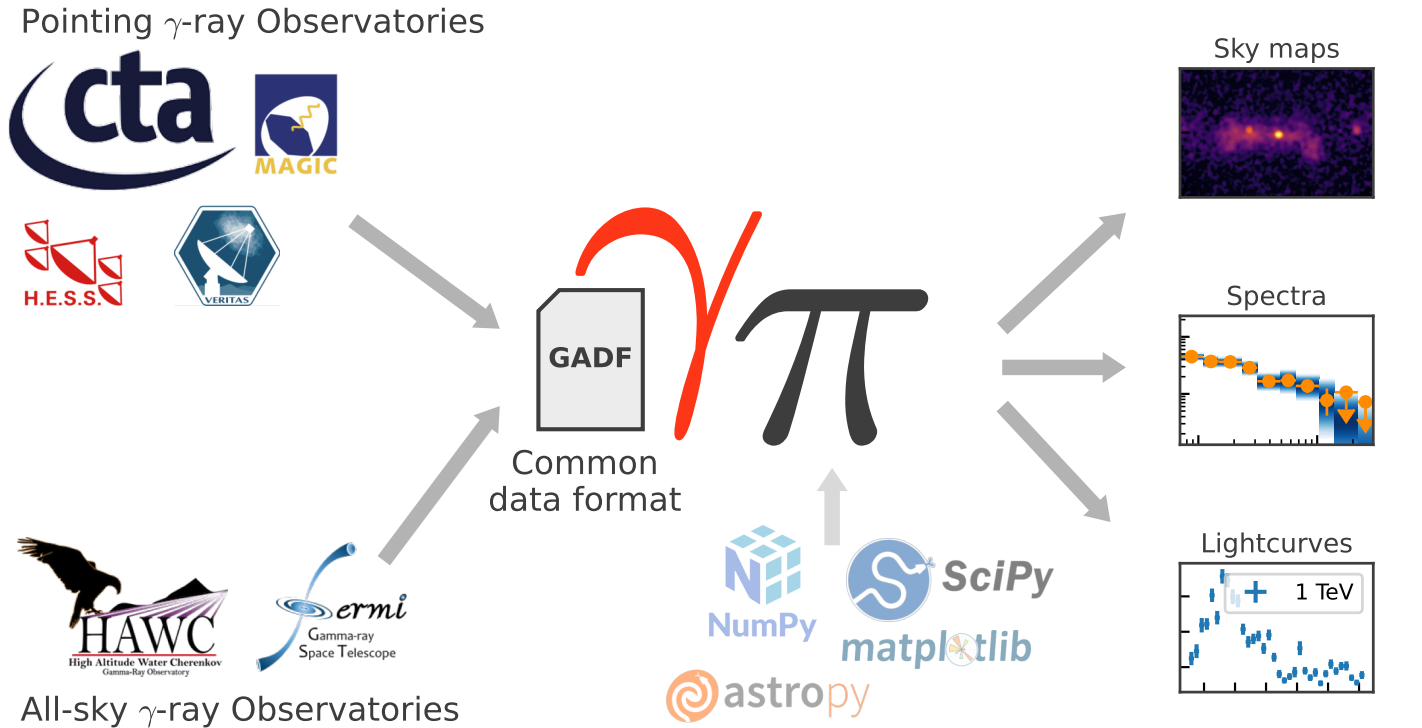 Pointing γ-ray Observatories
cta
MAGIC
H.E.S.S.
VERITAS
GADF
γπ
Common
data format
HAWC
High Altitude Water Cherenkov
Gamma-Ray Observatory
Fermi
Gamma-ray
Space Telescope
All-sky γ-ray Observatories
NumPy
SciPy
matplotlib
astropy
Sky maps
Spectra
Lightcurves
1 TeV